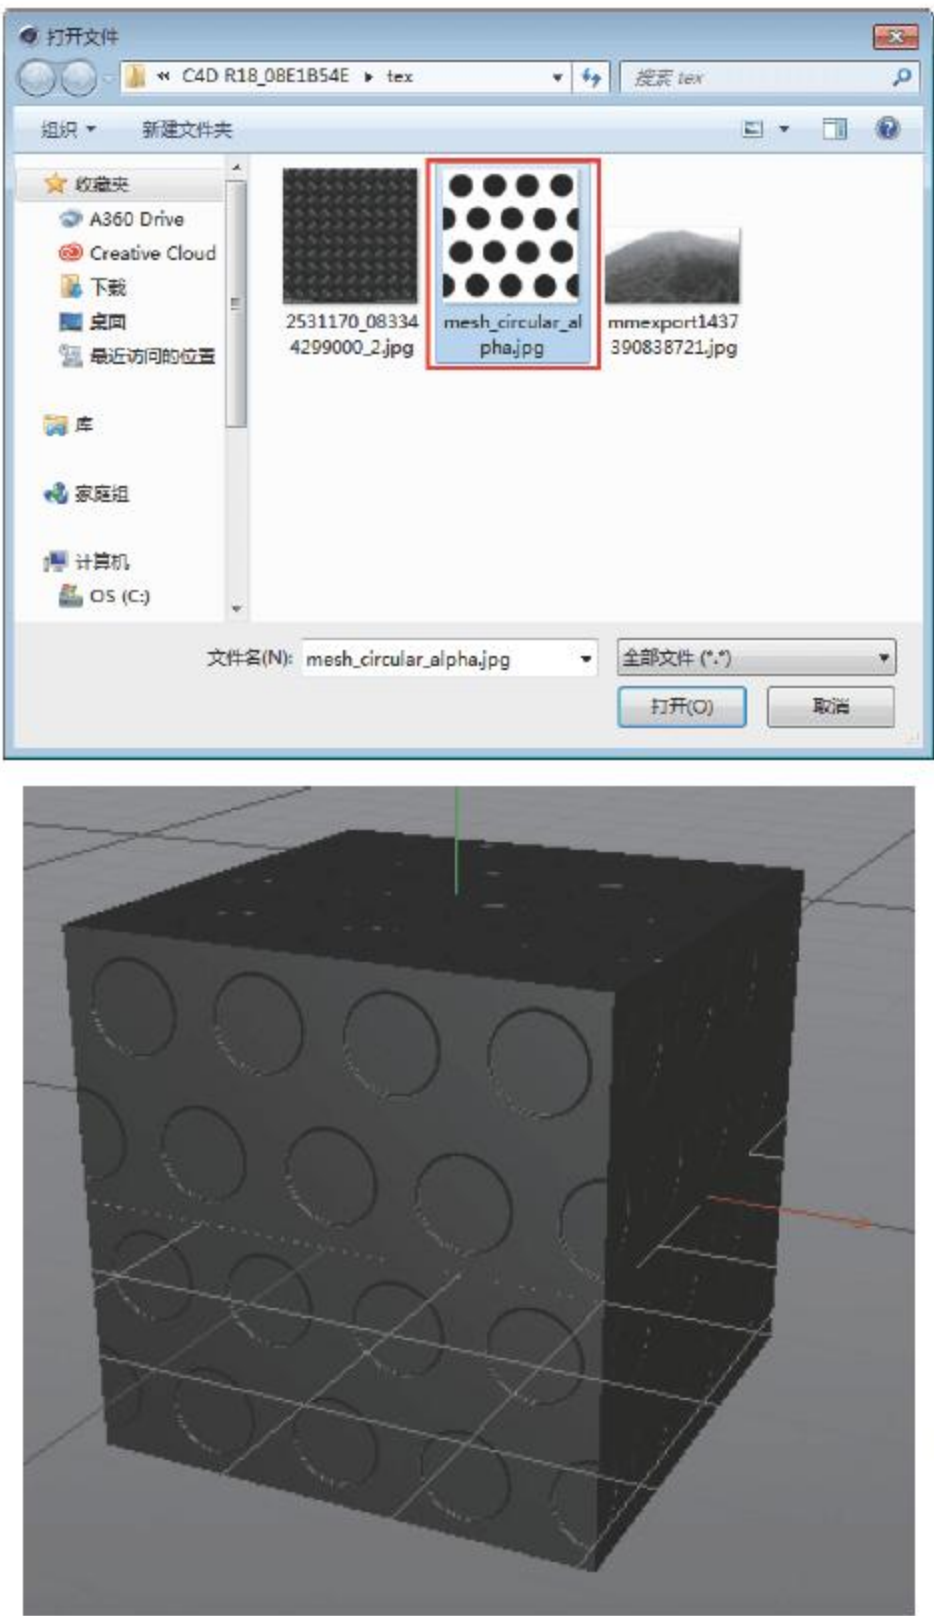 打开文件
« C4D R18_08E1B54E ▸ tex
搜索 tex
组织
新建文件夹
收藏夹
A360 Drive
Creative Cloud
下载
桌面
最近访问的位置
库
家庭组
计算机
OS (C:)
2531170_08334
4299000_2.jpg
mesh_circular_al
pha.jpg
mmexport1437
390838721.jpg
文件名(N):
mesh_circular_alpha.jpg
全部文件 (*.*)
打开(O)
取消